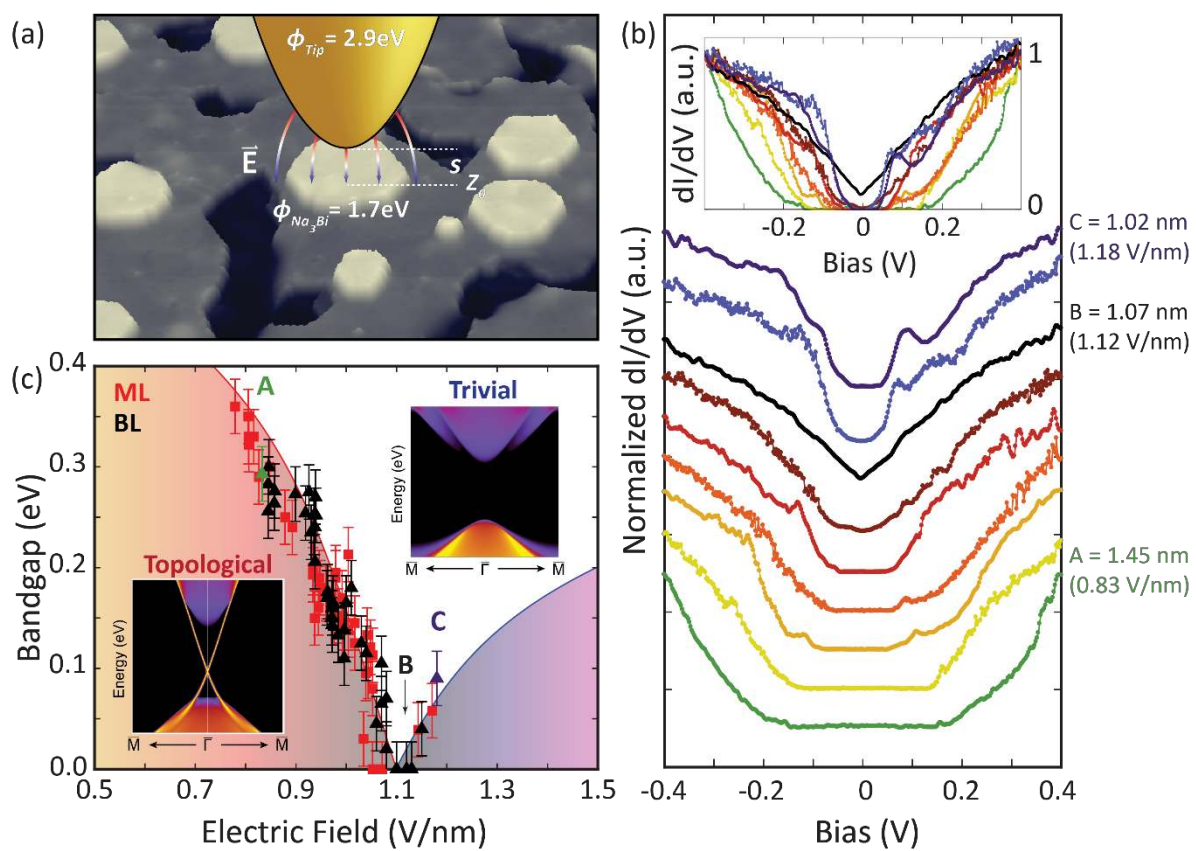 (a)
ϕTip = 2.9eV
E
s
ϕNa3Bi = 1.7eV
(b)
dI/dV (a.u.)
1
0
-0.2
0
0.2
Bias (V)
Normalized dI/dV (a.u.)
C = 1.02 nm
(1.18 V/nm)
B = 1.07 nm
(1.12 V/nm)
A = 1.45 nm
(0.83 V/nm)
-0.4
-0.2
0
0.2
0.4
Bias (V)
(c)
Bandgap (eV)
0.4
0.3
0.2
0.1
0.0
ML
BL
A
B
C
Trivial
Energy (eV)
M̄ Γ̄ M̄
Topological
Energy (eV)
M̄ Γ̄ M̄
0.5
0.7
0.9
1.1
1.3
1.5
Electric Field (V/nm)